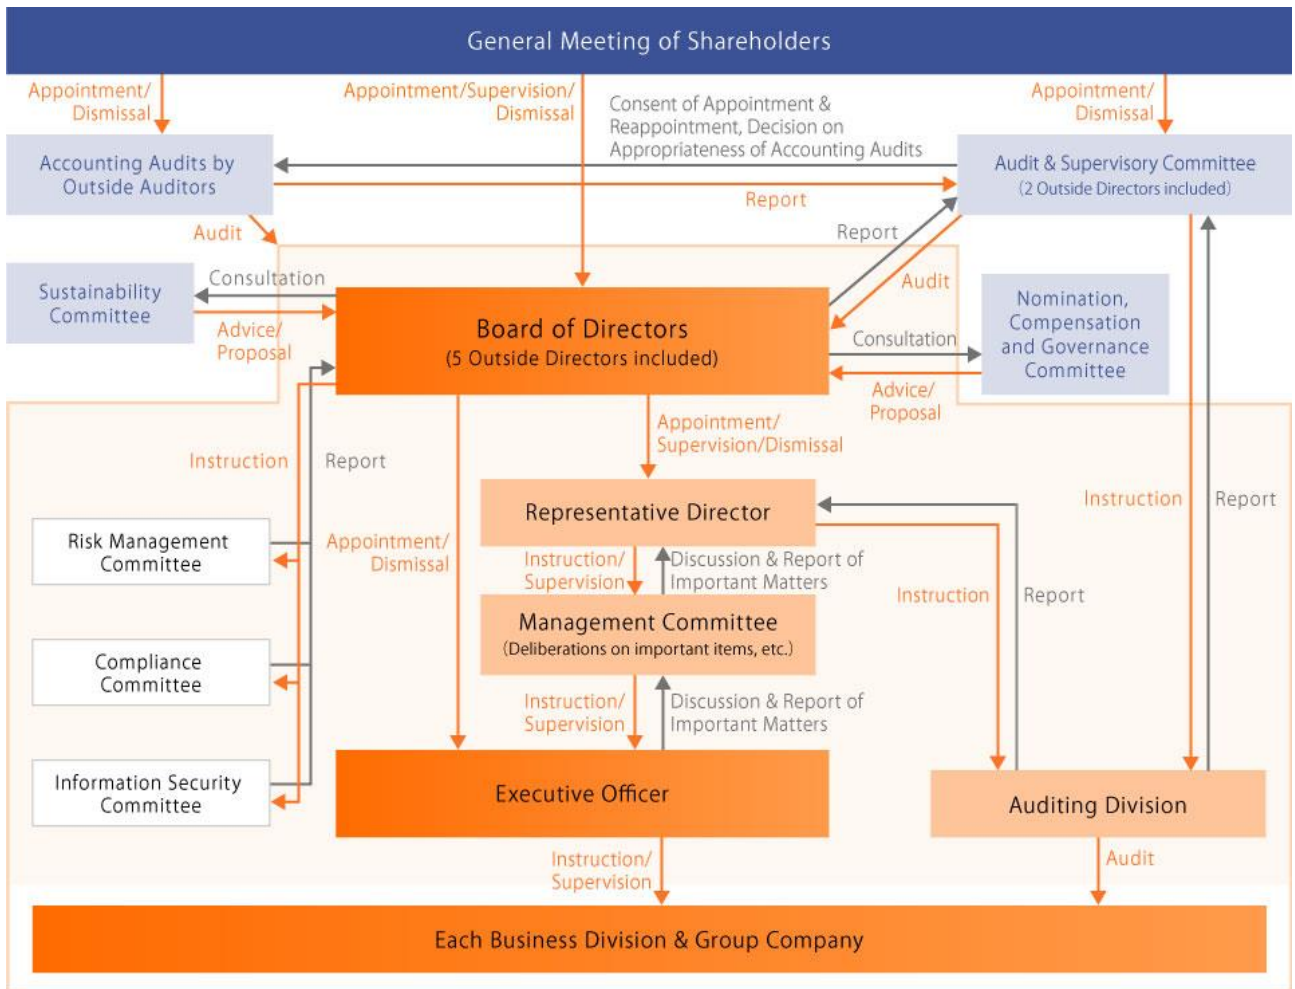 General Meeting of Shareholders
Appointment/
Dismissal
Appointment/Supervision/
Dismissal
Consent of Appointment &
Reappointment, Decision on
Appropriateness of Accounting Audits
Appointment/
Dismissal
Accounting Audits by
Outside Auditors
Audit & Supervisory Committee
(2 Outside Directors included)
Report
Audit
Report
Audit
Sustainability
Committee
Consultation
Advice/
Proposal
Board of Directors
(5 Outside Directors included)
Consultation
Advice/
Proposal
Nomination,
Compensation
and Governance
Committee
Instruction
Report
Appointment/
Supervision/Dismissal
Instruction
Report
Risk Management
Committee
Appointment/
Dismissal
Representative Director
Instruction/
Supervision
Discussion & Report of
Important Matters
Instruction
Report
Management Committee
(Deliberations on important items, etc.)
Compliance
Committee
Instruction/
Supervision
Discussion & Report of
Important Matters
Information Security
Committee
Executive Officer
Auditing Division
Instruction/
Supervision
Audit
Each Business Division & Group Company